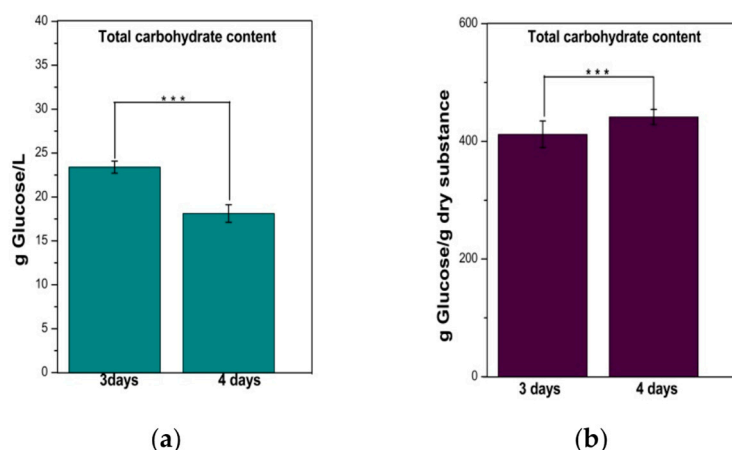 Total carbohydrate content
g Glucose/L
40
35
30
25
20
15
10
5
0
***
3days 4 days
(a)
Total carbohydrate content
g Glucose/g dry substance
600
400
200
0
***
3 days 4 days
(b)